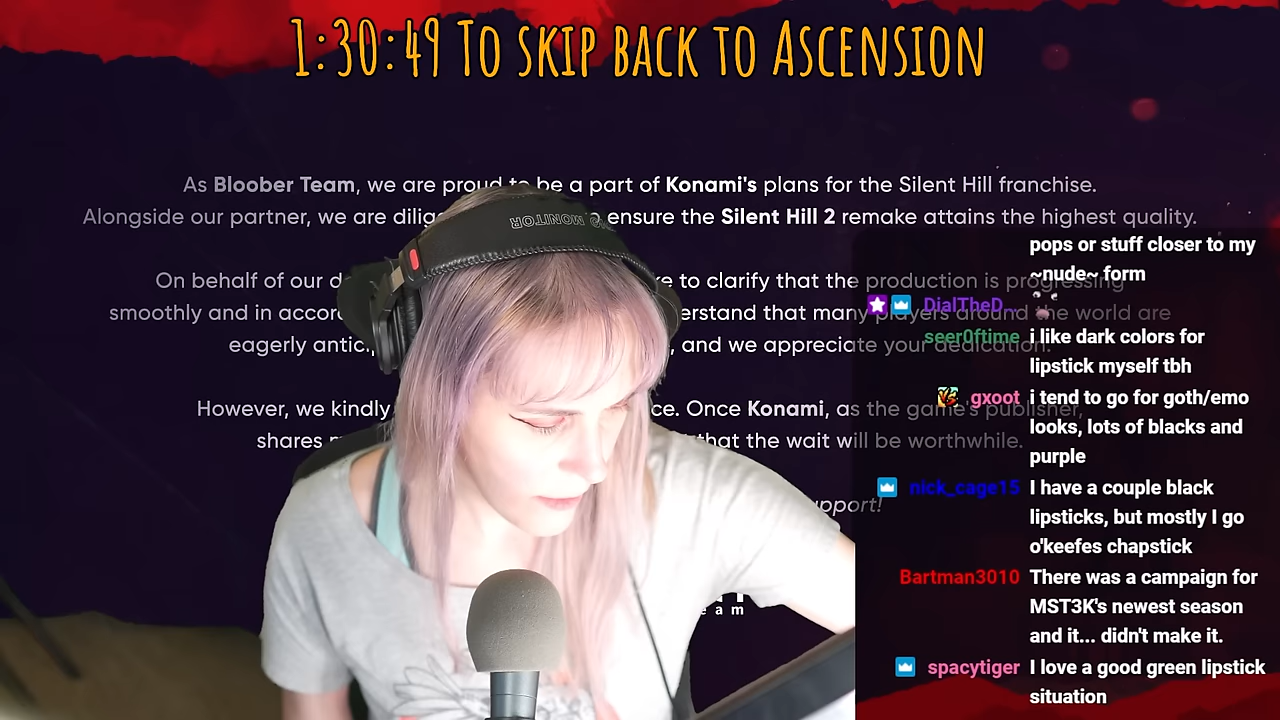 1:30:49 To skip back to Ascension
As Bloober Team, we are proud to be a part of Konami's plans for the Silent Hill franchise.
Alongside our partner, we are ensure the Silent Hill 2 remake attains the highest quality.
On behalf of our to clarify that the production is progressing
smoothly and in that many players around the world are
eagerly and we appreciate your dedication.
However, we kindly Once Konami, as the game's publisher,
shares that the wait will be worthwhile.
pops or stuff closer to my
~nude~ form
DialTheD...
seer0ftime i like dark colors for
lipstick myself tbh
gxoot i tend to go for goth/emo
looks, lots of blacks and
purple
nick_cage15 I have a couple black
lipsticks, but mostly I go
o'keefes chapstick
Bartman3010 There was a campaign for
MST3K's newest season
and it... didn't make it.
spacytiger I love a good green lipstick
situation